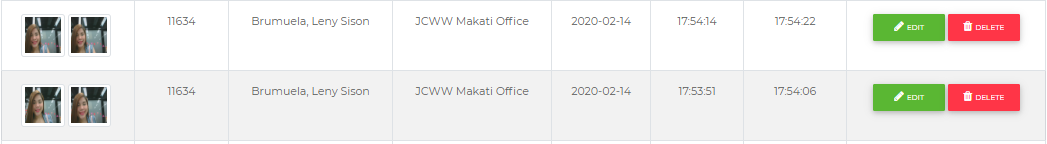 11634 Brumuela, Leny Sison JCWW Makati Office 2020-02-14 17:54:14 17:54:22 EDIT DELETE
11634 Brumuela, Leny Sison JCWW Makati Office 2020-02-14 17:53:51 17:54:06 EDIT DELETE